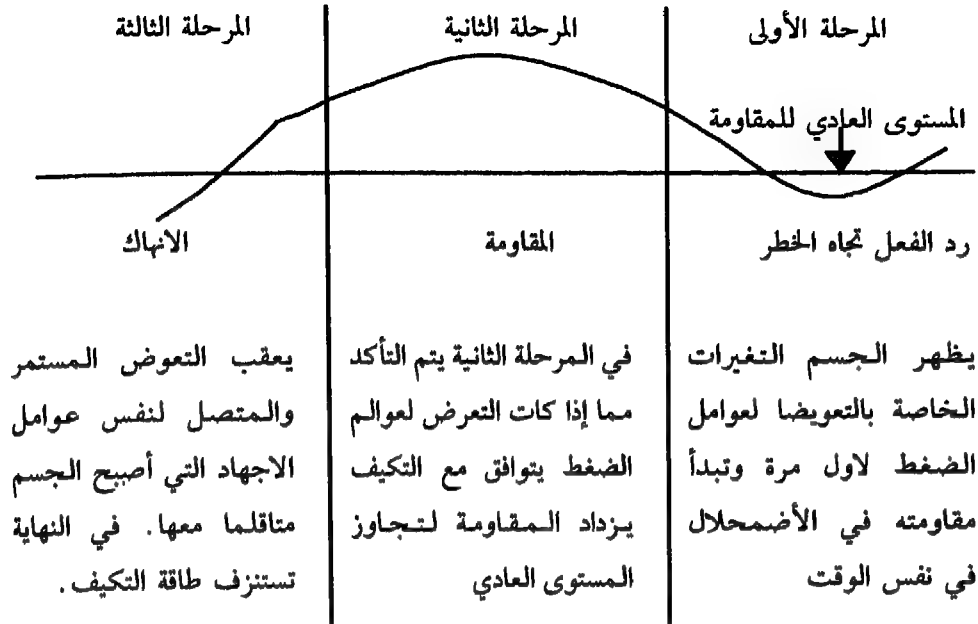 المرحلة الأولى
المستوى العادي للمقاومة
رد الفعل تجاه الخطر
يظهر الجسم التغيرات
الخاصة بالتعويضا لعوامل
الضغط لاول مرة وتبدأ
مقاومته في الأضمحلال
في نفس الوقت
المرحلة الثانية
المقاومة
في المرحلة الثانية يتم التأكد
مما إذا كات التعرض لعوالم
الضغط يتوافق مع التكيف
يزداد المقاومة لتجاوز
المستوى العادي
المرحلة الثالثة
الانهاك
يعقب التعوض المستمر
والمتصل لنفس عوامل
الاجهاد التي أصبح الجسم
متاقلما معها. في النهاية
تستنزف طاقة التكيف.